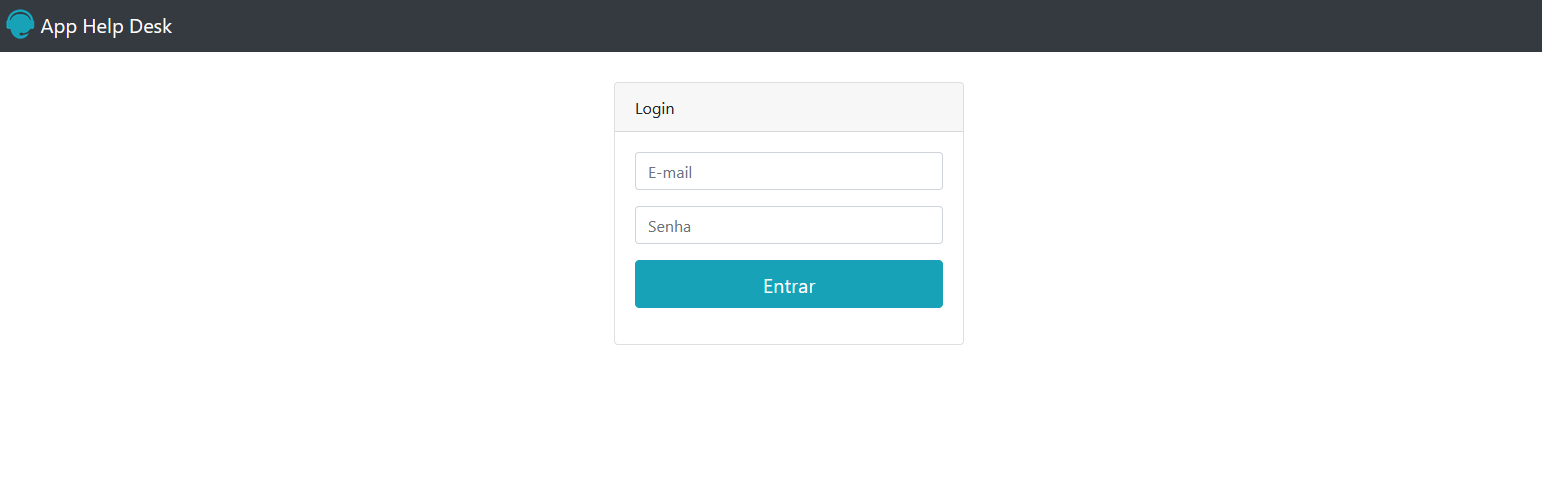 App Help Desk
Login
E-mail
Senha
Entrar